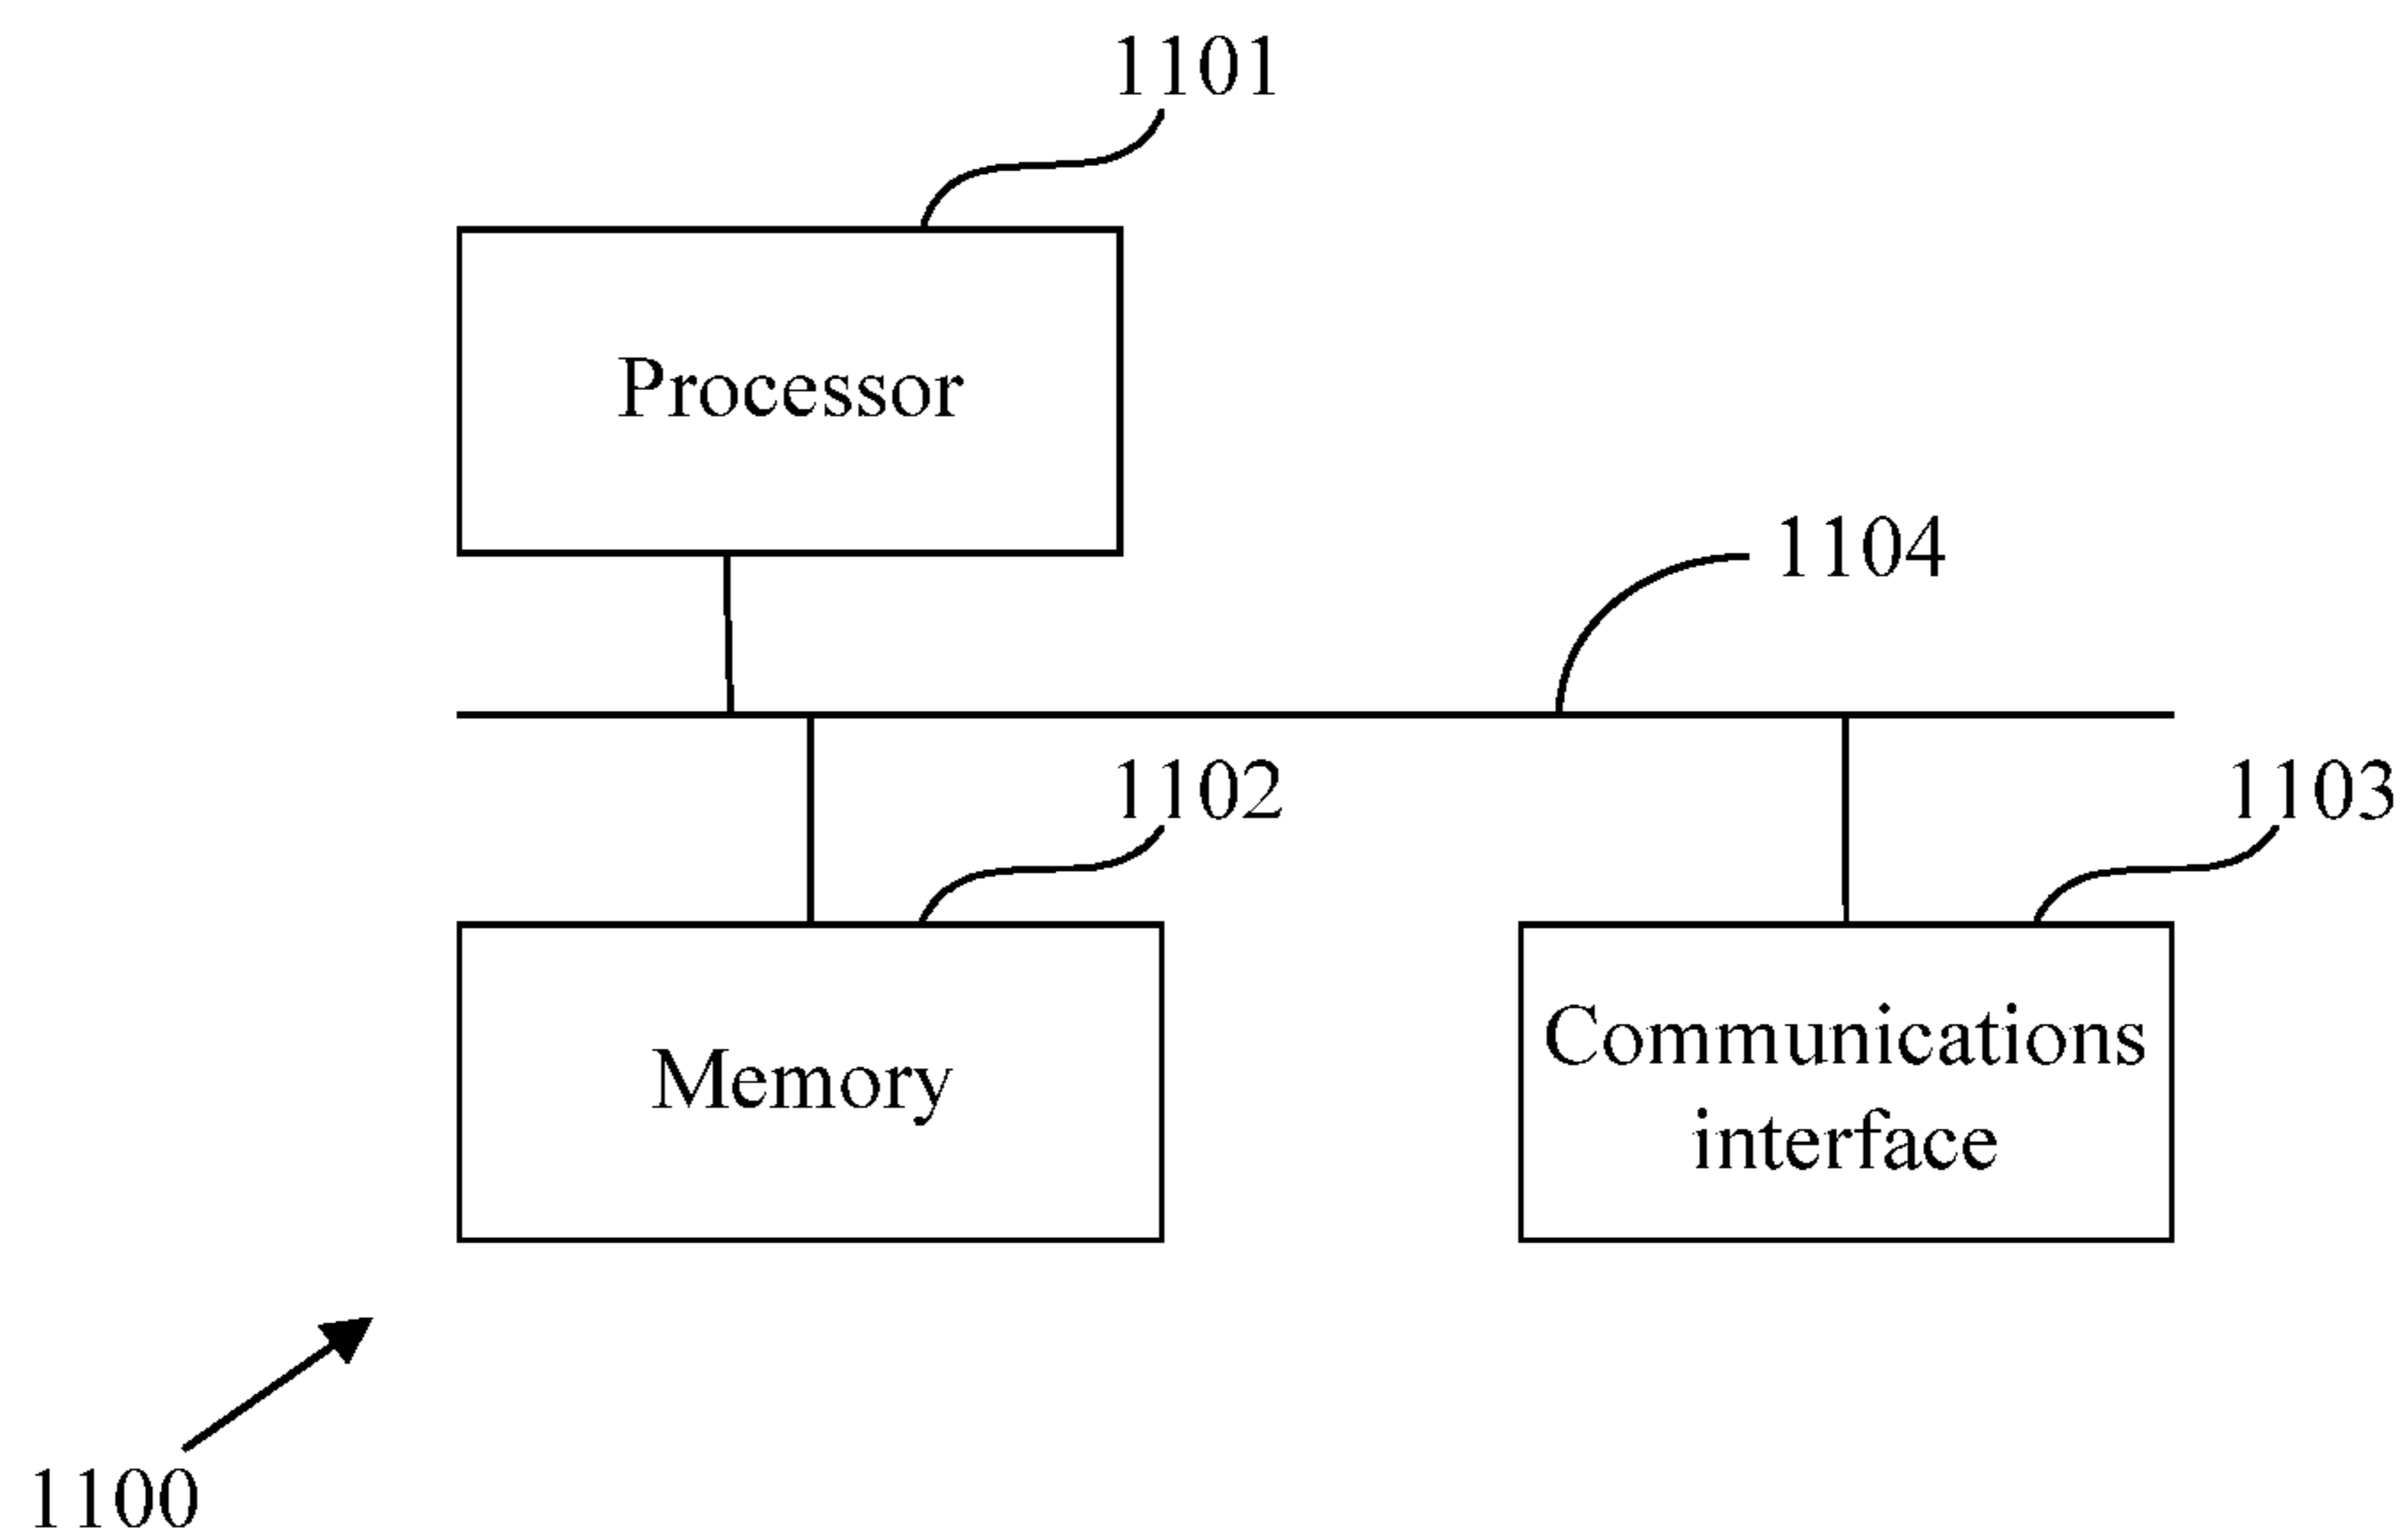 1101
Processor
1104
1102
1103
Memory
Communications
interface
1100